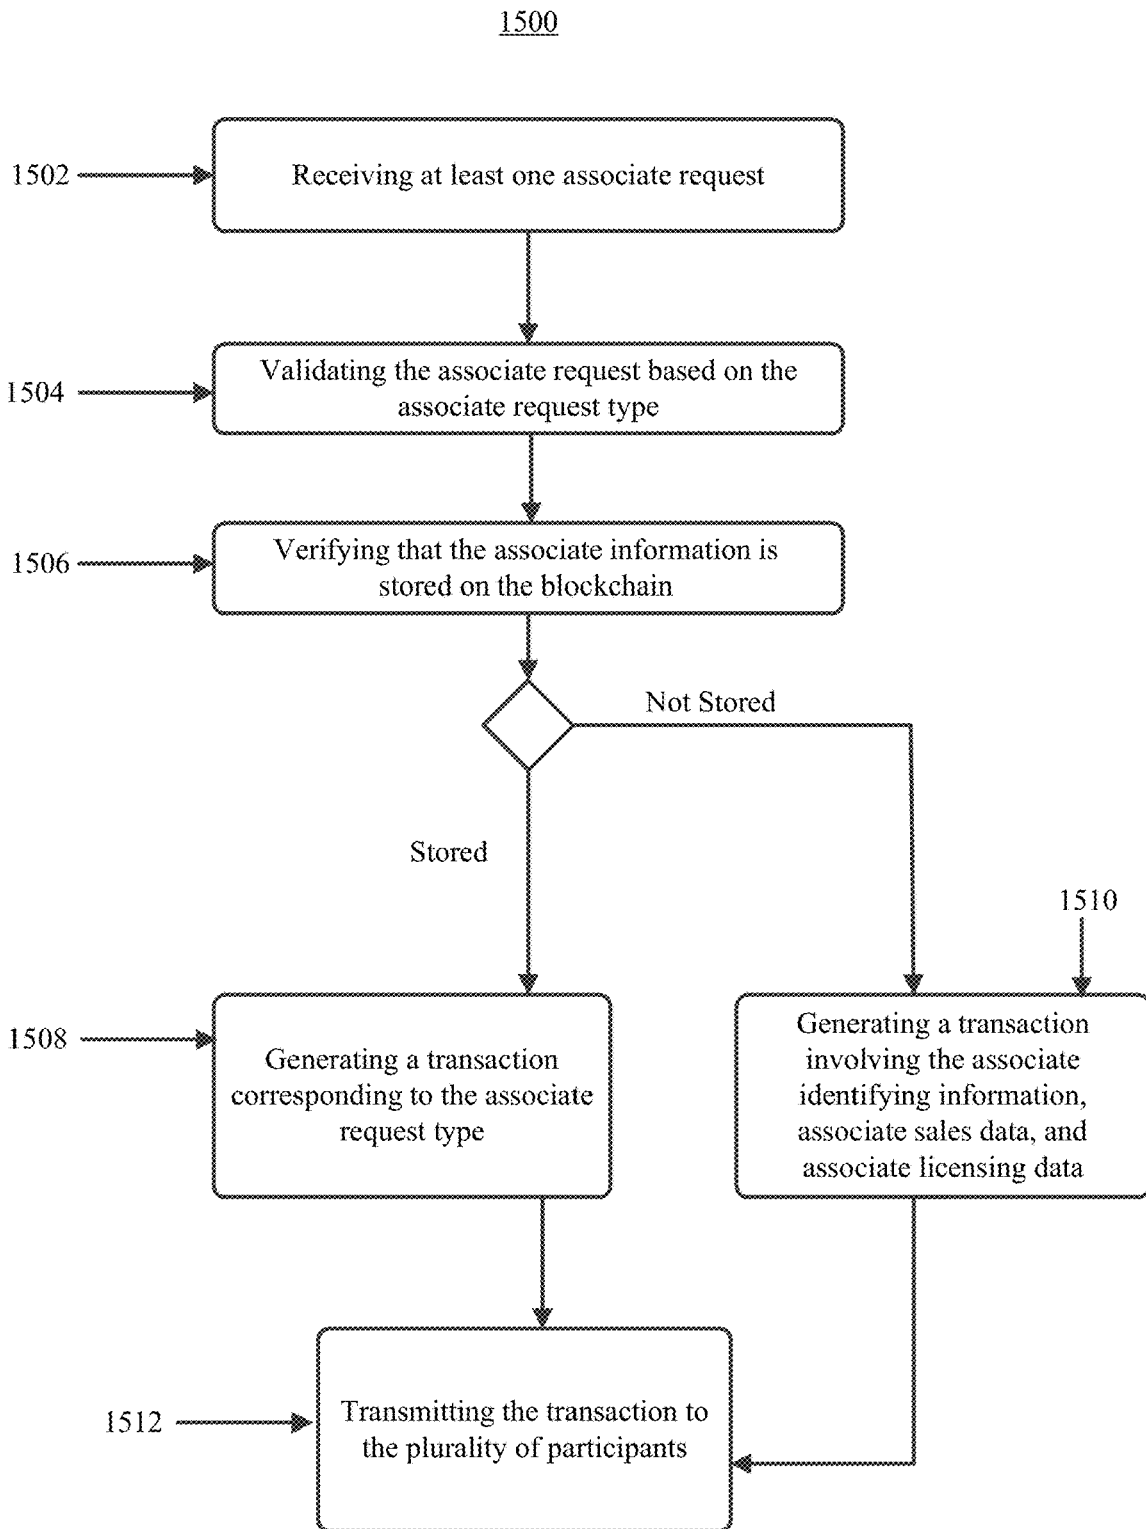 1500
1502
Receiving at least one associate request
1504
Validating the associate request based on the
associate request type
1506
Verifying that the associate information is
stored on the blockchain
Not Stored
Stored
1510
1508
Generating a transaction
corresponding to the associate
request type
Generating a transaction
involving the associate
identifying information,
associate sales data, and
associate licensing data
1512
Transmitting the transaction to
the plurality of participants